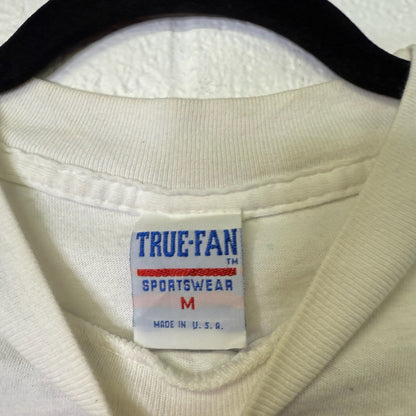 TRUE-FAN
TM
SPORTSWEAR
M
MADE IN U.S.A.